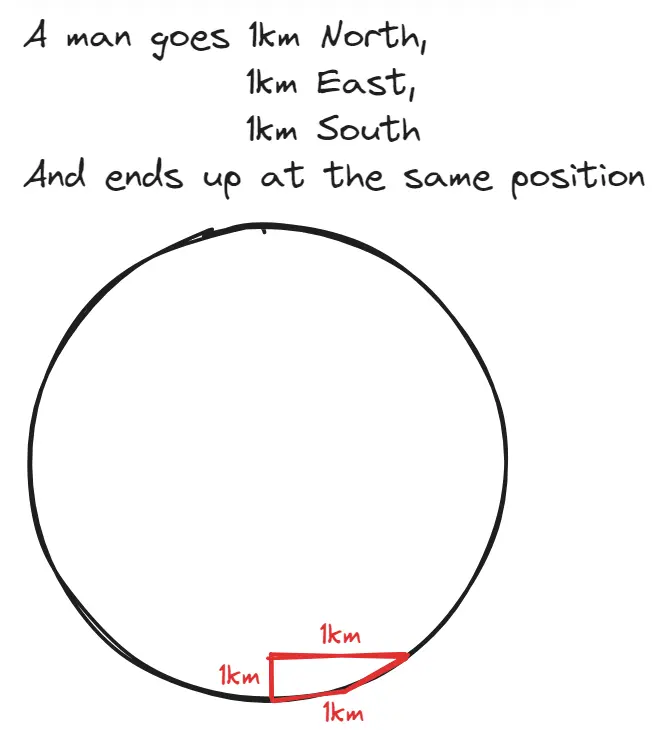 A man goes 1km North,
1km East,
1km South
And ends up at the same position
1km
1km
1km